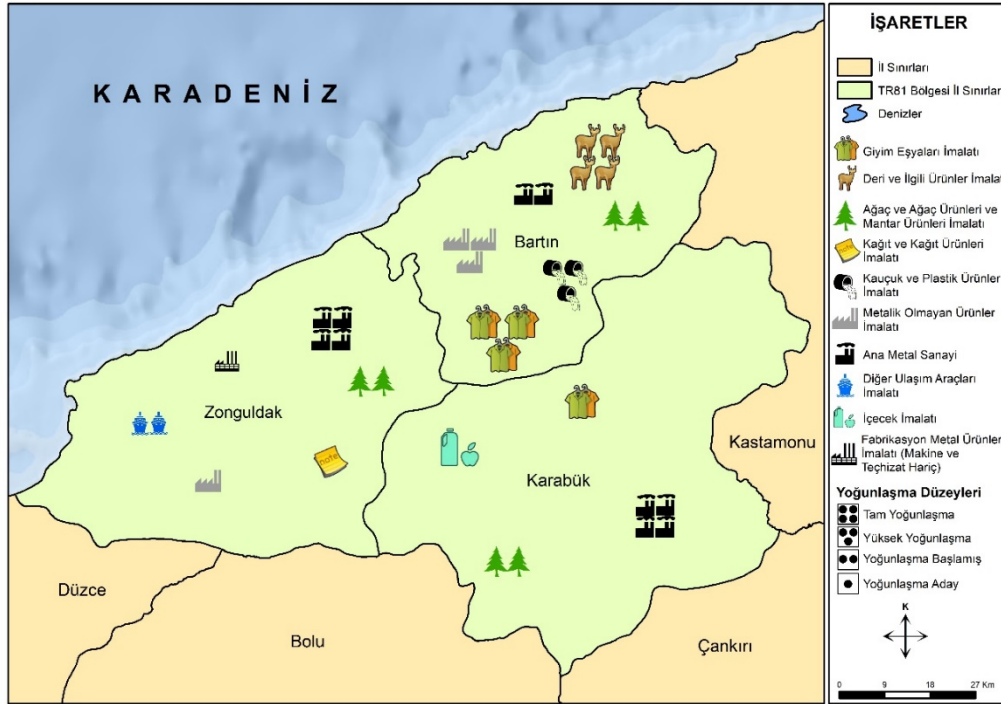 KARADENİZ
Bartın
Zonguldak
Karabük
Kastamonu
Düzce
Bolu
Çankırı
note
İŞARETLER
İl Sınırları
TR81 Bölgesi İl Sınırları
Denizler
Giyim Eşyaları İmalatı
Deri ve İlgili Ürünler İmalatı
Ağaç ve Ağaç Ürünleri ve
Mantar Ürünleri İmalatı
Kağıt ve Kağıt Ürünleri
İmalatı
Kauçuk ve Plastik Ürünler
İmalatı
Metalik Olmayan Ürünler
İmalatı
Ana Metal Sanayi
Diğer Ulaşım Araçları
İmalatı
İçecek İmalatı
Fabrikasyon Metal Ürünler
İmalatı (Makine ve
Teçhizat Hariç)
Yoğunlaşma Düzeyleri
Tam Yoğunlaşma
Yüksek Yoğunlaşma
Yoğunlaşma Başlamış
Yoğunlaşma Aday
K
0 9 18 27 Km